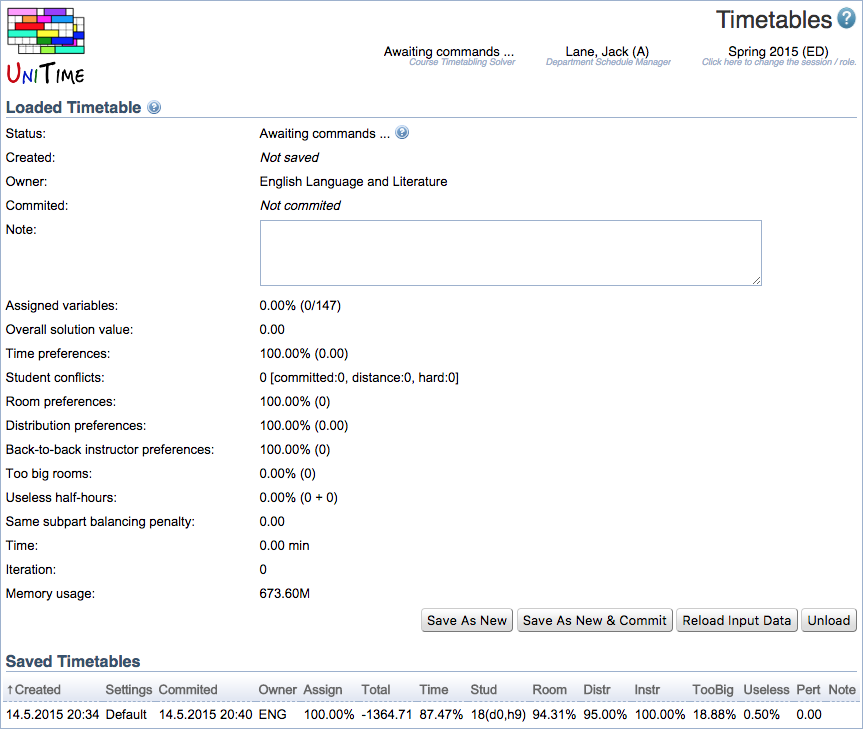 Timetables
UNITIME
Awaiting commands ... Lane, Jack (A) Spring 2015 (ED)
Course Timetabling Solver Department Schedule Manager Click here to change the session / role.
Loaded Timetable
Status: Awaiting commands ...
Created: Not saved
Owner: English Language and Literature
Commited: Not commited
Note:
Assigned variables: 0.00% (0/147)
Overall solution value: 0.00
Time preferences: 100.00% (0.00)
Student conflicts: 0 [committed:0, distance:0, hard:0]
Room preferences: 100.00% (0)
Distribution preferences: 100.00% (0.00)
Back-to-back instructor preferences: 100.00% (0)
Too big rooms: 0.00% (0)
Useless half-hours: 0.00% (0 + 0)
Same subpart balancing penalty: 0.00
Time: 0.00 min
Iteration: 0
Memory usage: 673.60M
Save As New Save As New & Commit Reload Input Data Unload
Saved Timetables
↑Created Settings Commited Owner Assign Total Time Stud Room Distr Instr TooBig Useless Pert Note
14.5.2015 20:34 Default 14.5.2015 20:40 ENG 100.00% -1364.71 87.47% 18(d0,h9) 94.31% 95.00% 100.00% 18.88% 0.50% 0.00